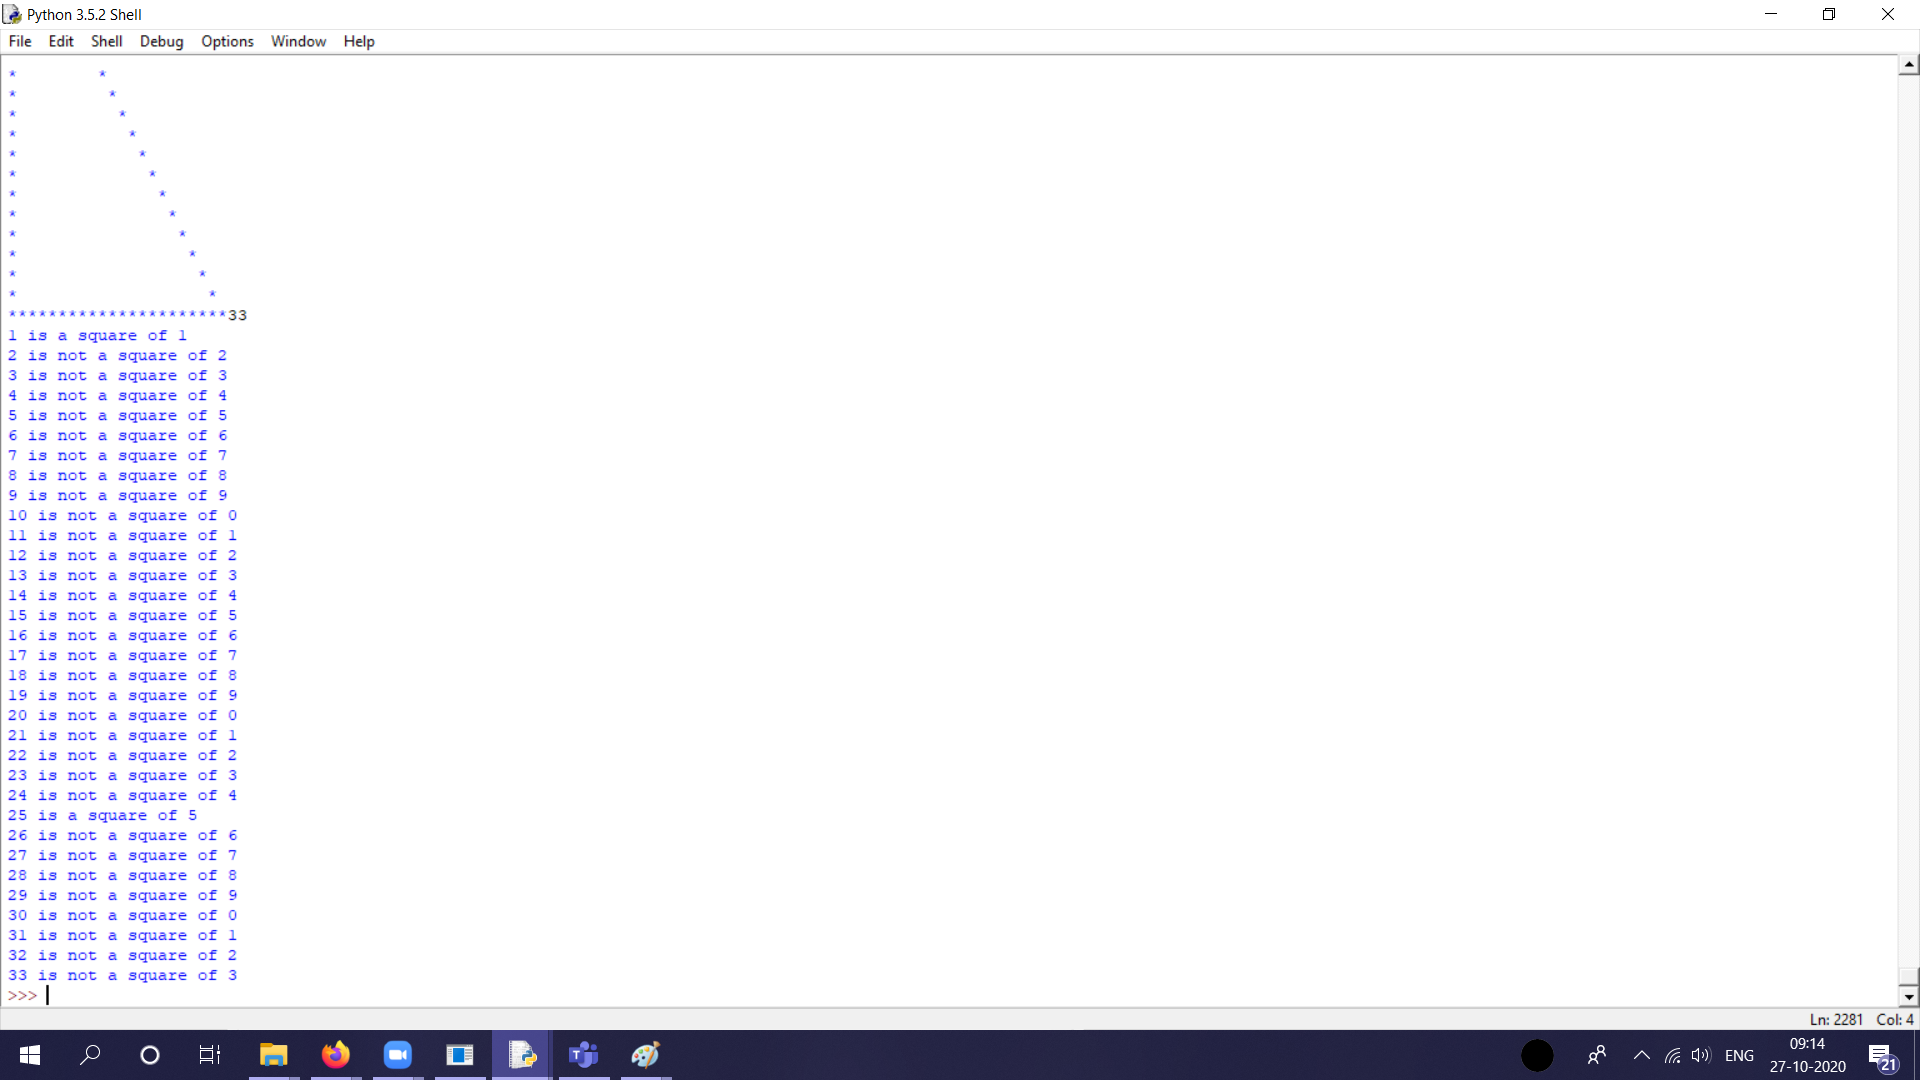 Python 3.5.2 Shell
File Edit Shell Debug Options Window Help
*         *
*          *
*           *
*            *
*             *
*              *
*               *
*                *
*                 *
*                  *
*                   *
*                    *
**********************33
1 is a square of 1
2 is not a square of 2
3 is not a square of 3
4 is not a square of 4
5 is not a square of 5
6 is not a square of 6
7 is not a square of 7
8 is not a square of 8
9 is not a square of 9
10 is not a square of 0
11 is not a square of 1
12 is not a square of 2
13 is not a square of 3
14 is not a square of 4
15 is not a square of 5
16 is not a square of 6
17 is not a square of 7
18 is not a square of 8
19 is not a square of 9
20 is not a square of 0
21 is not a square of 1
22 is not a square of 2
23 is not a square of 3
24 is not a square of 4
25 is a square of 5
26 is not a square of 6
27 is not a square of 7
28 is not a square of 8
29 is not a square of 9
30 is not a square of 0
31 is not a square of 1
32 is not a square of 2
33 is not a square of 3
>>>
Ln: 2281 Col: 4
ENG
09:14
27-10-2020
21